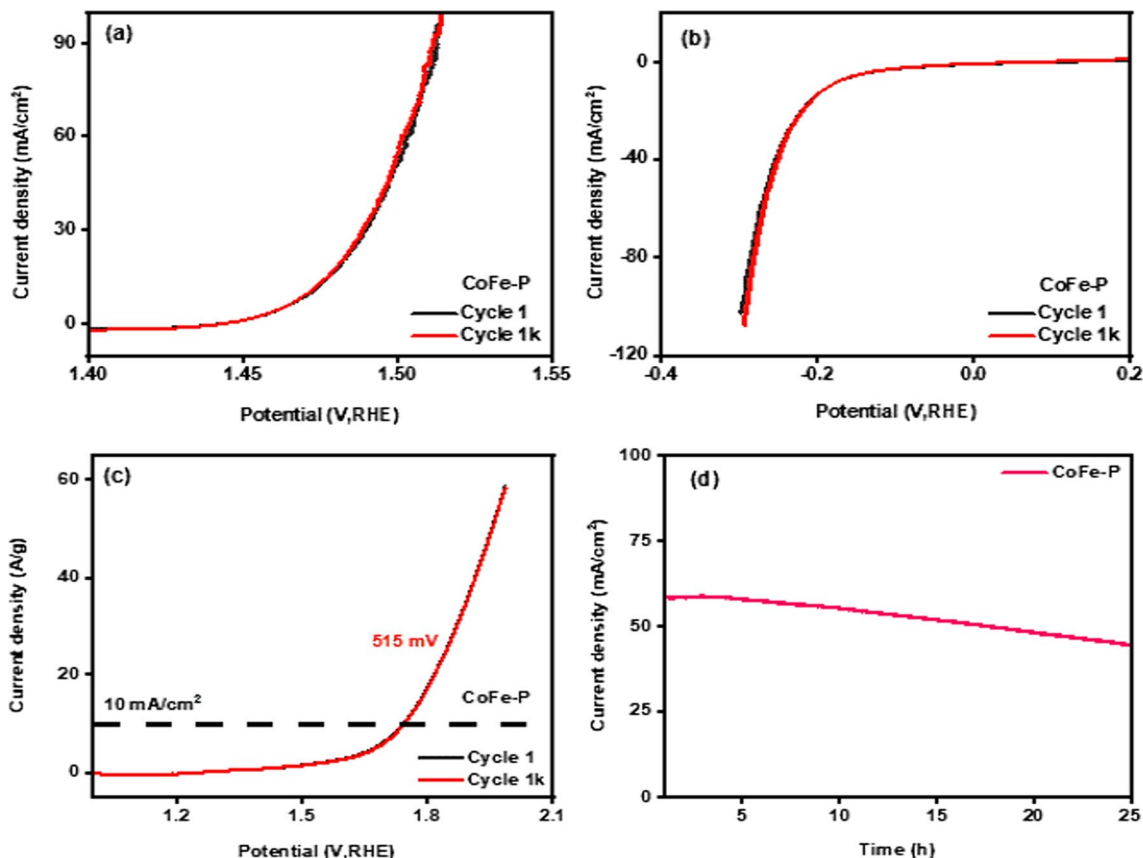 (a)
Current density (mA/cm²)
90
60
30
0
CoFe-P
Cycle 1
Cycle 1k
1.40
1.45
1.50
1.55
Potential (V,RHE)
(b)
Current density (mA/cm²)
0
-40
-80
-120
CoFe-P
Cycle 1
Cycle 1k
-0.4
-0.2
0.0
0.2
Potential (V,RHE)
(c)
Current density (A/g)
60
40
20
0
515 mV
10 mA/cm²
CoFe-P
Cycle 1
Cycle 1k
1.2
1.5
1.8
2.1
Potential (V,RHE)
(d)
CoFe-P
Current density (mA/cm²)
100
75
50
25
0
5
10
15
20
25
Time (h)